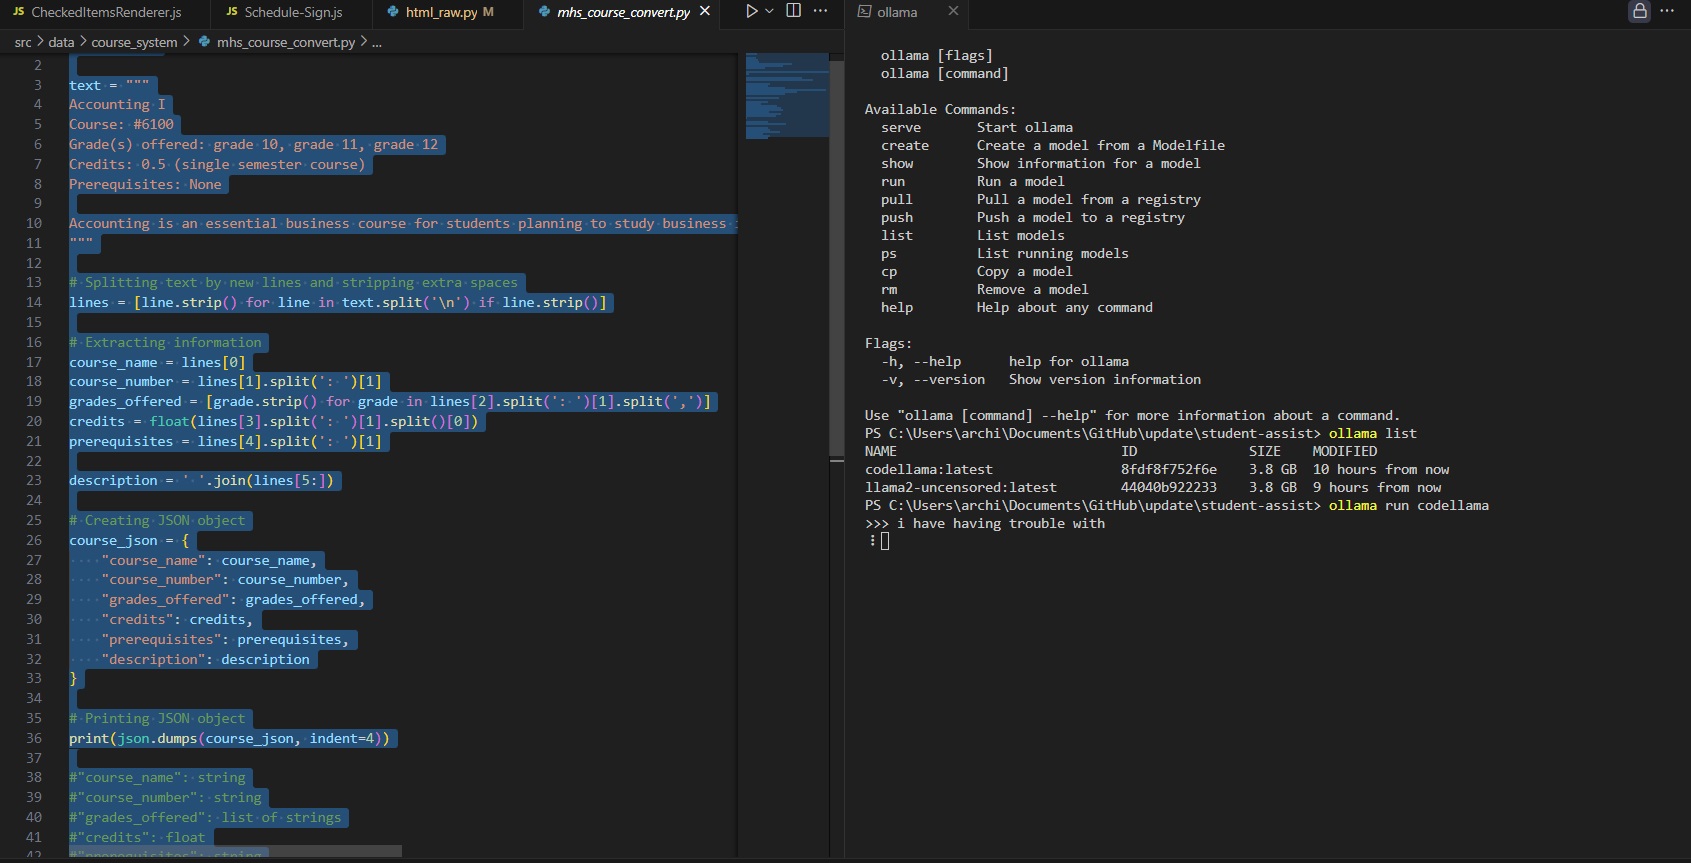 JS CheckedItemsRenderer.js JS Schedule-Sign.js html_raw.py M mhs_course_convert.py ollama
src > data > course_system > mhs_course_convert.py > ...
2
3 text = """
4 Accounting I
5 Course: #6100
6 Grade(s) offered: grade 10, grade 11, grade 12
7 Credits: 0.5 (single semester course)
8 Prerequisites: None
9
10 Accounting is an essential business course for students planning to study business
11 """
12
13 # Splitting text by new lines and stripping extra spaces
14 lines = [line.strip() for line in text.split('\n') if line.strip()]
15
16 # Extracting information
17 course_name = lines[0]
18 course_number = lines[1].split(': ')[1]
19 grades_offered = [grade.strip() for grade in lines[2].split(': ')[1].split(',')]
20 credits = float(lines[3].split(': ')[1].split()[0])
21 prerequisites = lines[4].split(': ')[1]
22
23 description = ' '.join(lines[5:])
24
25 # Creating JSON object
26 course_json = {
27 "course_name": course_name,
28 "course_number": course_number,
29 "grades_offered": grades_offered,
30 "credits": credits,
31 "prerequisites": prerequisites,
32 "description": description
33 }
34
35 # Printing JSON object
36 print(json.dumps(course_json, indent=4))
37
38 #"course_name": string
39 #"course_number": string
40 #"grades_offered": list of strings
41 #"credits": float
42 #"prerequisites": string
ollama [flags]
ollama [command]
Available Commands:
serve Start ollama
create Create a model from a Modelfile
show Show information for a model
run Run a model
pull Pull a model from a registry
push Push a model to a registry
list List models
ps List running models
cp Copy a model
rm Remove a model
help Help about any command
Flags:
-h, --help help for ollama
-v, --version Show version information
Use "ollama [command] --help" for more information about a command.
PS C:\Users\archi\Documents\GitHub\update\student-assist> ollama list
NAME ID SIZE MODIFIED
codellama:latest 8fdf8f752f6e 3.8 GB 10 hours from now
llama2-uncensored:latest 44040b922233 3.8 GB 9 hours from now
PS C:\Users\archi\Documents\GitHub\update\student-assist> ollama run codellama
>>> i have having trouble with